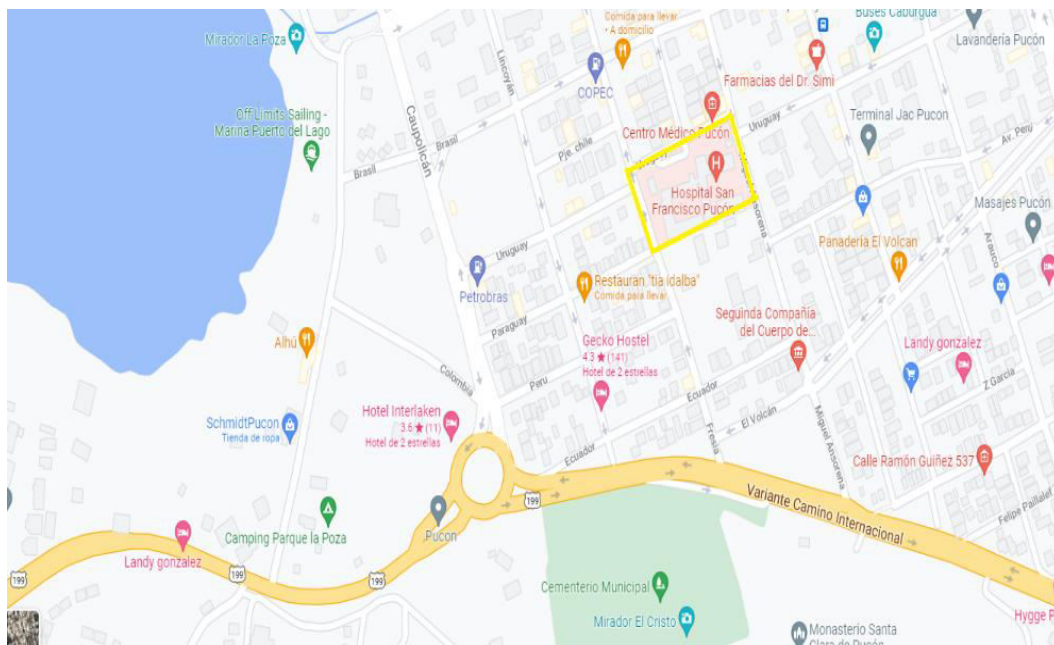 Comida para llevar
- A domicilio
Buses Caburgua
Lavandería Pucón
Mirador La Poza
Lincoyán
COPEC
Farmacias del Dr. Simi
Caupolicán
Off Limits Sailing -
Marina Puerto del Lago
Centro Médico Pucón
Uruguay
Terminal Jac Pucon
Av. Perú
Brasil
Pje. chile
Brasil
Uruguay
Hospital San
Francisco Pucón
Miguel Ansorena
Masajes Pucón
Uruguay
Panadería El Volcan
Arauco
Petrobras
Restauran "tia idalba"
Comida para llevar
Paraguay
Seguinda Compañía
del Cuerpo de...
Gecko Hostel
4.3 ★ (141)
Hotel de 2 estrellas
Landy gonzalez
Alhú
Colombia
Peru
Ecuador
Z García
Hotel Interlaken
3.6 ★ (11)
Hotel de 2 estrellas
El Volcán
SchmidtPucon
Tienda de ropa
Fresia
Miguel Ansorena
Ecuador
Calle Ramón Guiñez 537
199
Variante Camino Internacional
Felipe Paillalef
Camping Parque la Poza
Pucon
Landy gonzalez
199
199
199
Cementerio Municipal
Mirador El Cristo
Hygge P
Monasterio Santa
Clara de Pucón